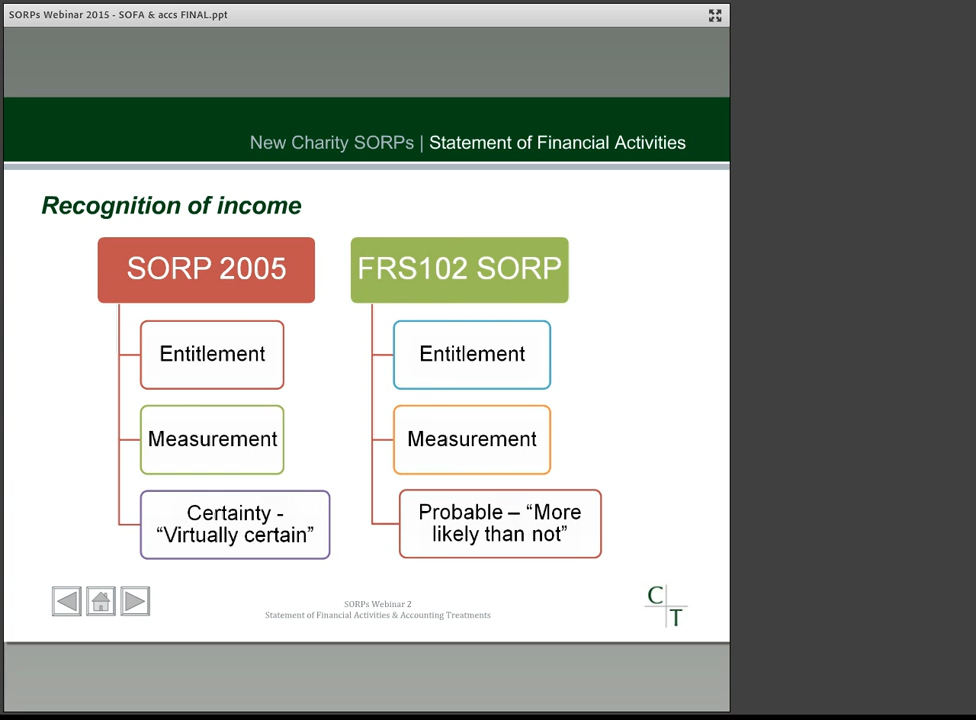 SORPs Webinar 2015 - SOFA & accs FINAL.ppt
New Charity SORPs | Statement of Financial Activities
Recognition of income
SORP 2005
Entitlement
Measurement
Certainty -
“Virtually certain”
FRS102 SORP
Entitlement
Measurement
Probable – “More
likely than not”
SORPs Webinar 2
Statement of Financial Activities & Accounting Treatments
C
T